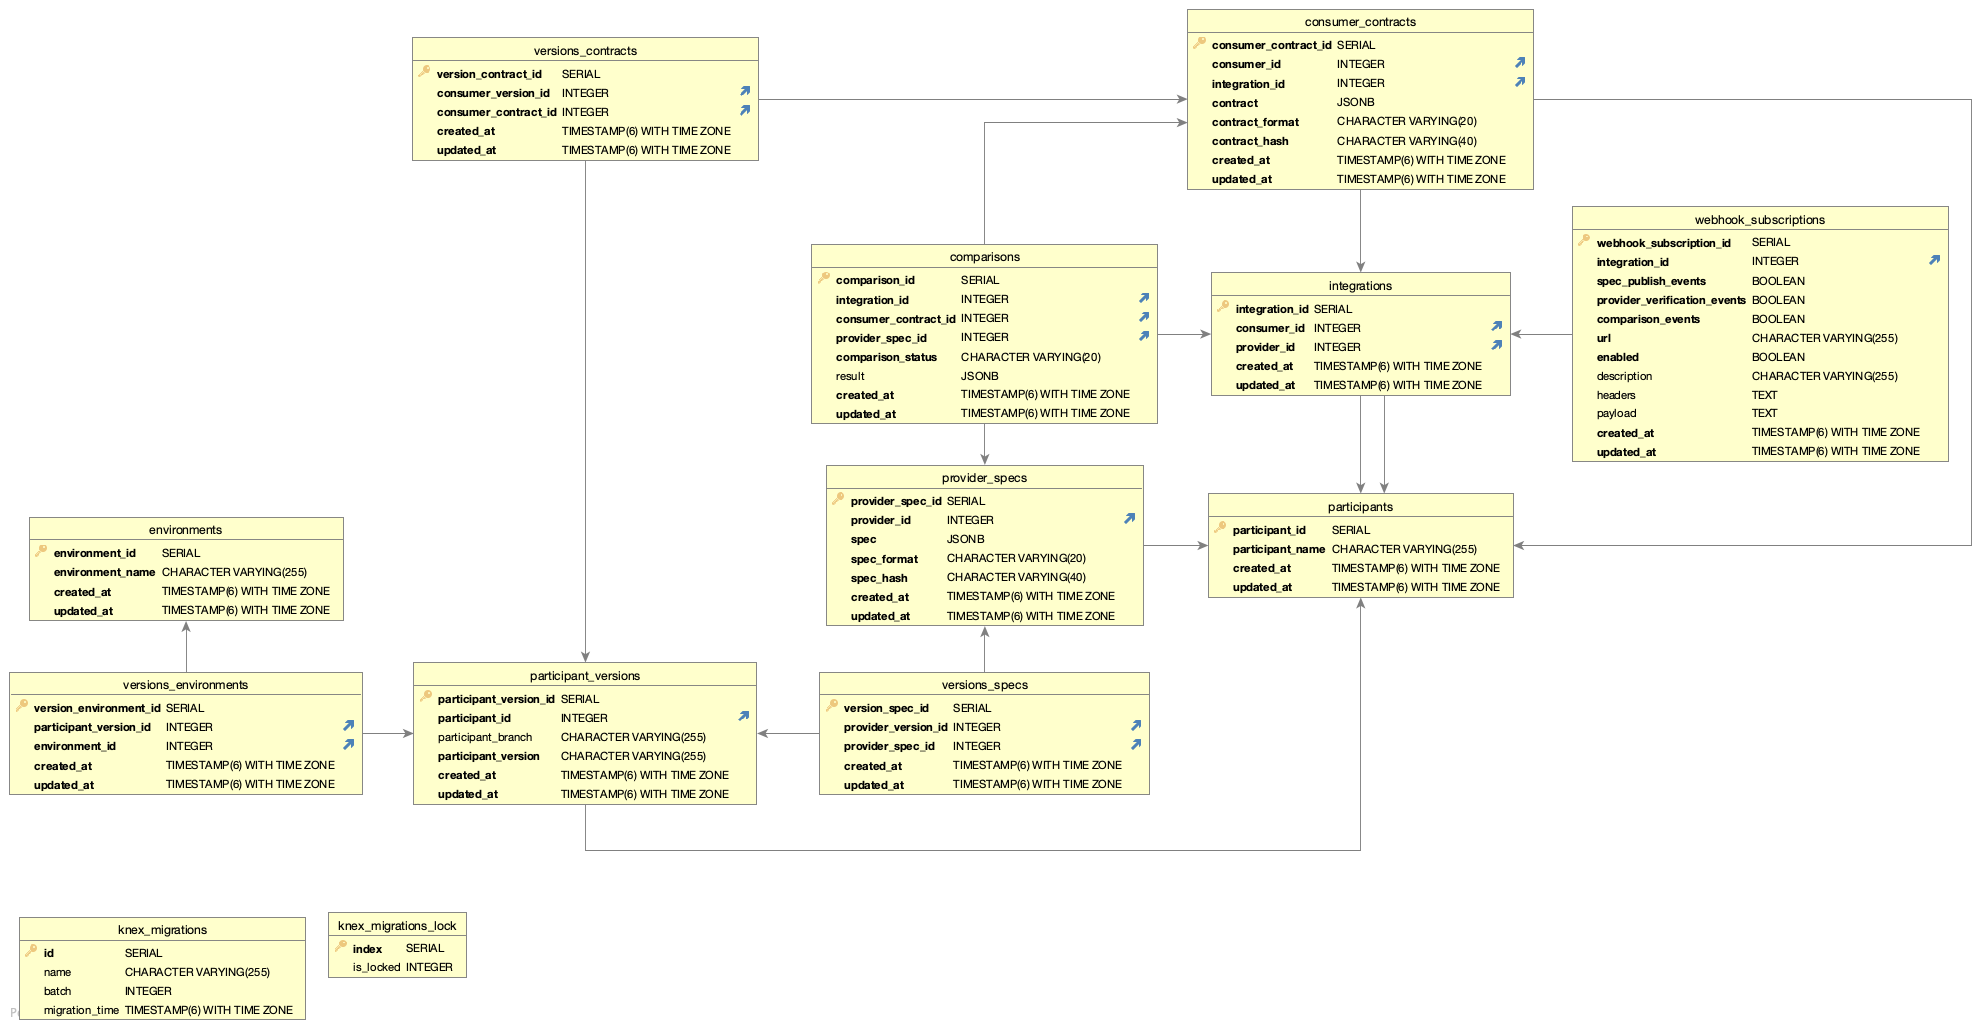 versions_contracts
version_contract_id SERIAL
consumer_version_id INTEGER
consumer_contract_id INTEGER
created_at TIMESTAMP(6) WITH TIME ZONE
updated_at TIMESTAMP(6) WITH TIME ZONE
consumer_contracts
consumer_contract_id SERIAL
consumer_id INTEGER
integration_id INTEGER
contract JSONB
contract_format CHARACTER VARYING(20)
contract_hash CHARACTER VARYING(40)
created_at TIMESTAMP(6) WITH TIME ZONE
updated_at TIMESTAMP(6) WITH TIME ZONE
webhook_subscriptions
webhook_subscription_id SERIAL
integration_id INTEGER
spec_publish_events BOOLEAN
provider_verification_events BOOLEAN
comparison_events BOOLEAN
url CHARACTER VARYING(255)
enabled BOOLEAN
description CHARACTER VARYING(255)
headers TEXT
payload TEXT
created_at TIMESTAMP(6) WITH TIME ZONE
updated_at TIMESTAMP(6) WITH TIME ZONE
comparisons
comparison_id SERIAL
integration_id INTEGER
consumer_contract_id INTEGER
provider_spec_id INTEGER
comparison_status CHARACTER VARYING(20)
result JSONB
created_at TIMESTAMP(6) WITH TIME ZONE
updated_at TIMESTAMP(6) WITH TIME ZONE
integrations
integration_id SERIAL
consumer_id INTEGER
provider_id INTEGER
created_at TIMESTAMP(6) WITH TIME ZONE
updated_at TIMESTAMP(6) WITH TIME ZONE
provider_specs
provider_spec_id SERIAL
provider_id INTEGER
spec JSONB
spec_format CHARACTER VARYING(20)
spec_hash CHARACTER VARYING(40)
created_at TIMESTAMP(6) WITH TIME ZONE
updated_at TIMESTAMP(6) WITH TIME ZONE
participants
participant_id SERIAL
participant_name CHARACTER VARYING(255)
created_at TIMESTAMP(6) WITH TIME ZONE
updated_at TIMESTAMP(6) WITH TIME ZONE
environments
environment_id SERIAL
environment_name CHARACTER VARYING(255)
created_at TIMESTAMP(6) WITH TIME ZONE
updated_at TIMESTAMP(6) WITH TIME ZONE
versions_environments
version_environment_id SERIAL
participant_version_id INTEGER
environment_id INTEGER
created_at TIMESTAMP(6) WITH TIME ZONE
updated_at TIMESTAMP(6) WITH TIME ZONE
participant_versions
participant_version_id SERIAL
participant_id INTEGER
participant_branch CHARACTER VARYING(255)
participant_version CHARACTER VARYING(255)
created_at TIMESTAMP(6) WITH TIME ZONE
updated_at TIMESTAMP(6) WITH TIME ZONE
versions_specs
version_spec_id SERIAL
provider_version_id INTEGER
provider_spec_id INTEGER
created_at TIMESTAMP(6) WITH TIME ZONE
updated_at TIMESTAMP(6) WITH TIME ZONE
knex_migrations
id SERIAL
name CHARACTER VARYING(255)
batch INTEGER
migration_time TIMESTAMP(6) WITH TIME ZONE
knex_migrations_lock
index SERIAL
is_locked INTEGER